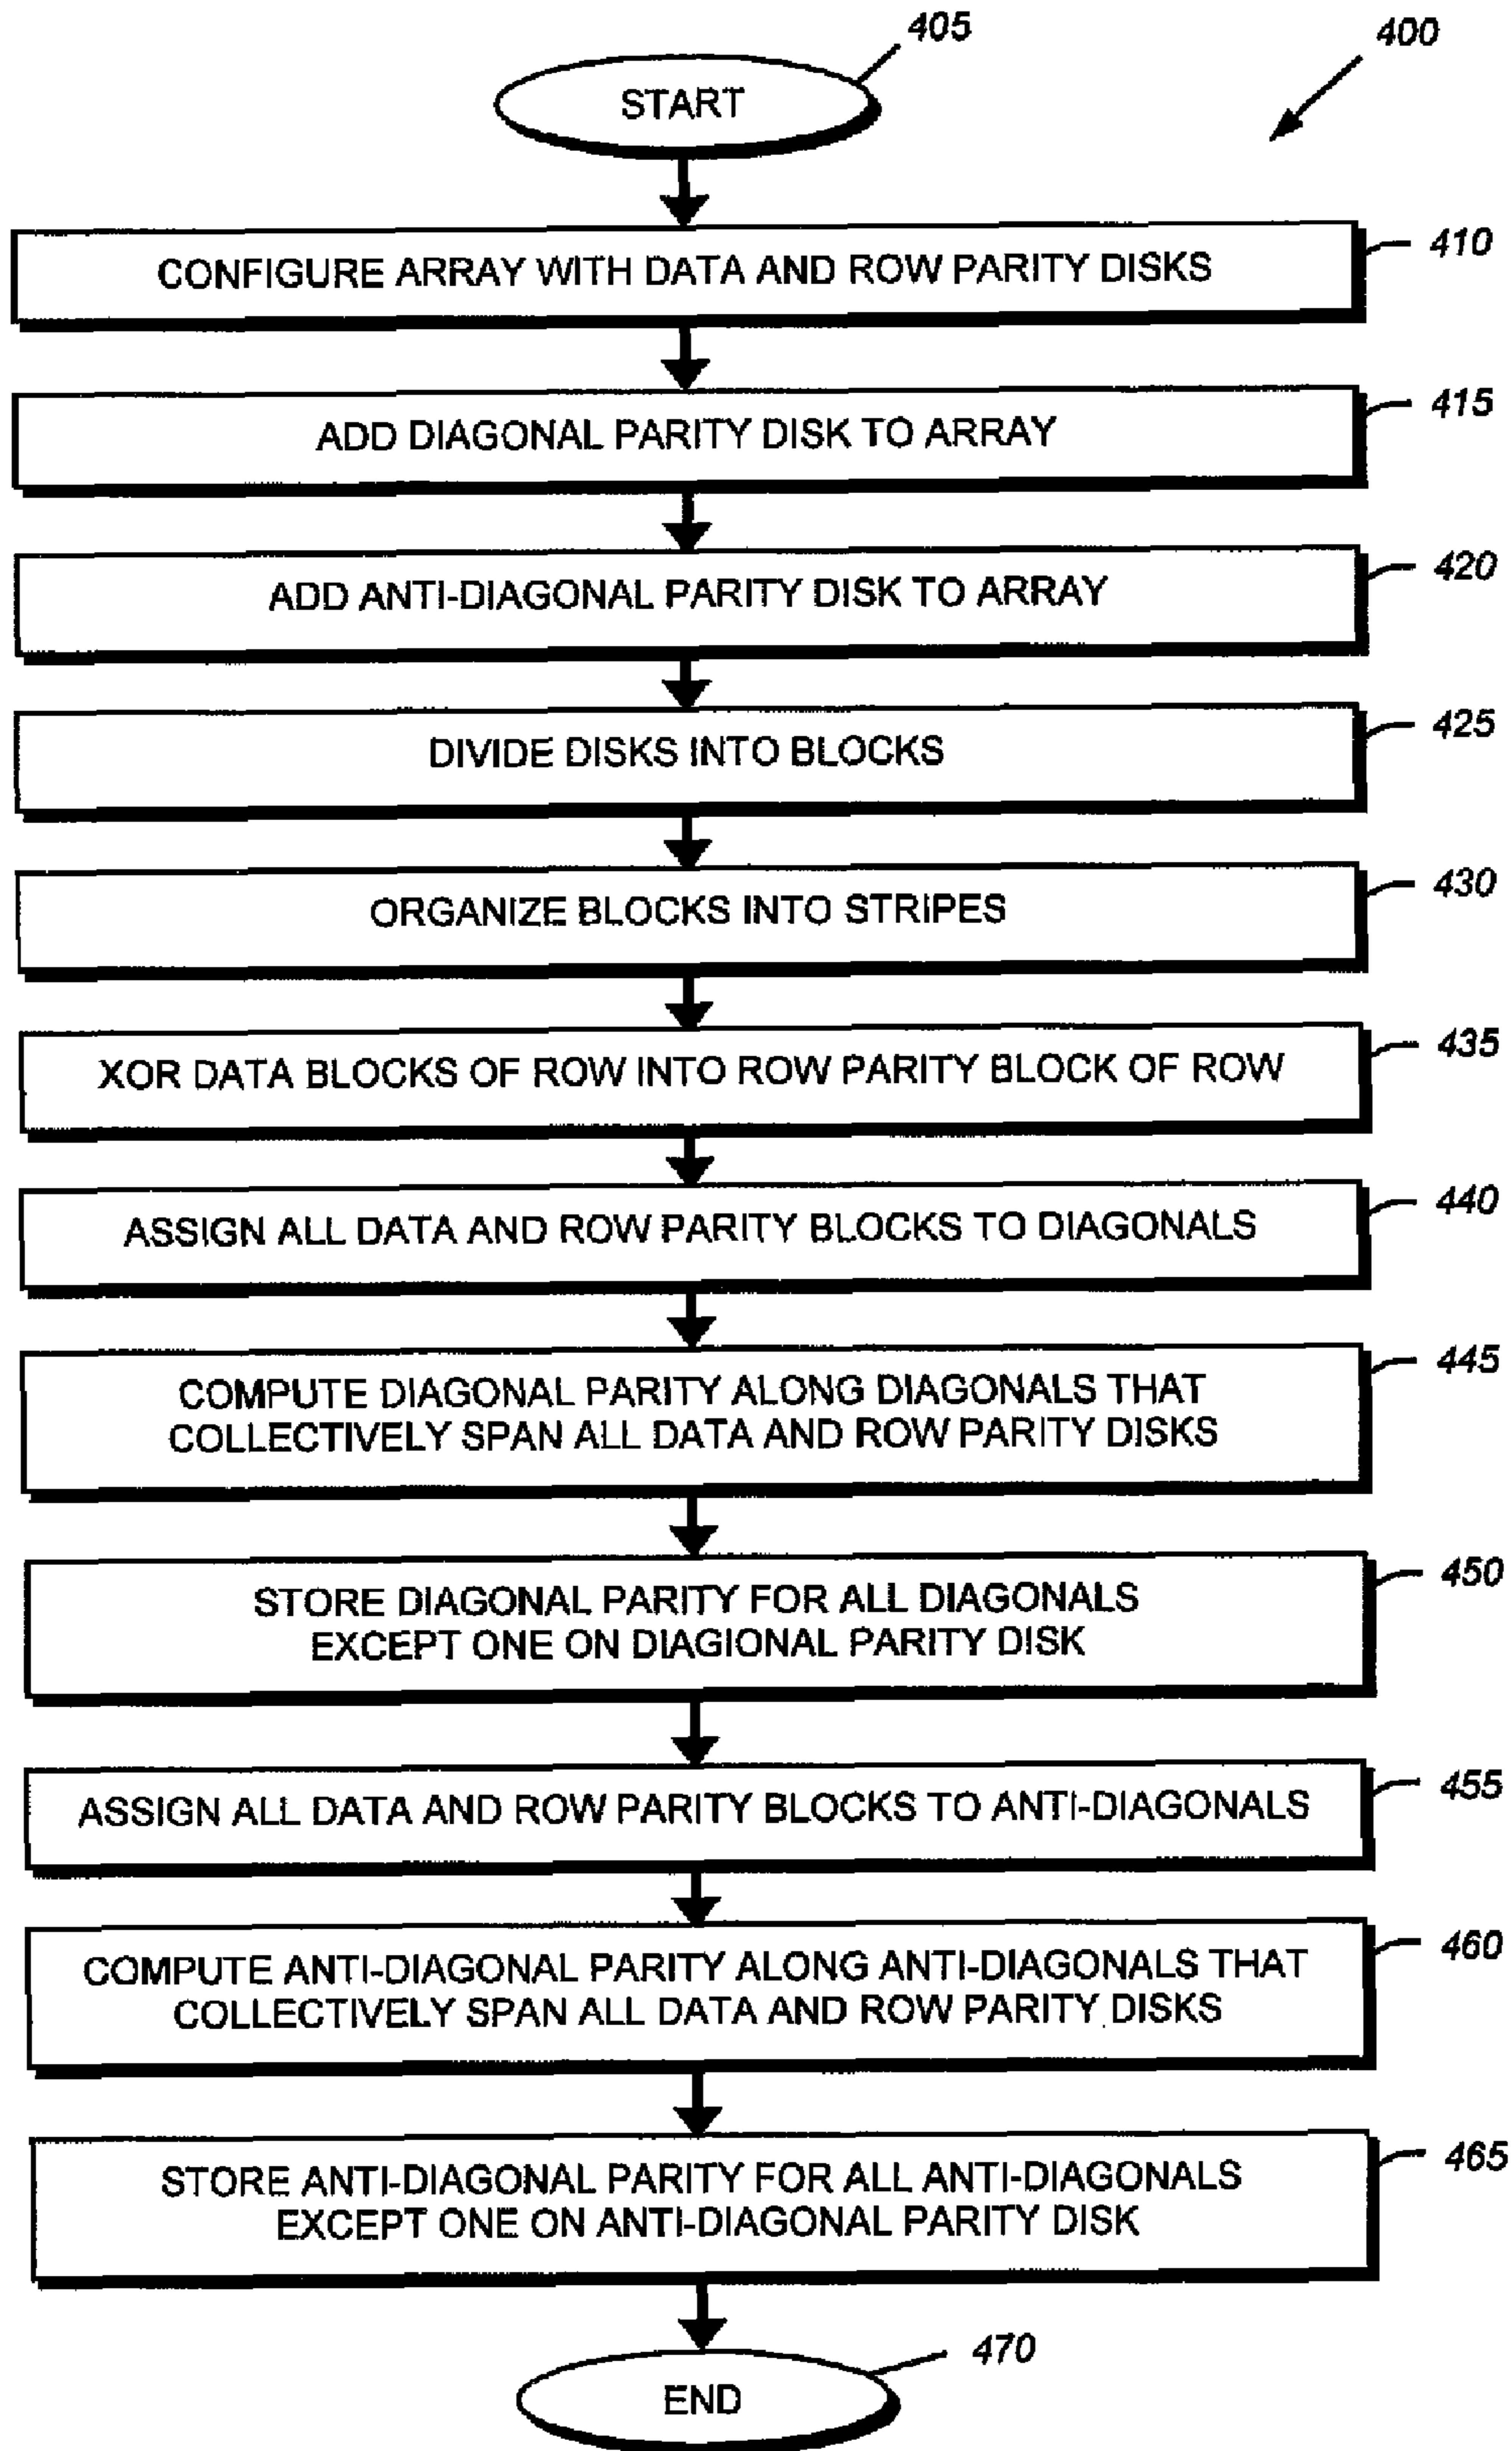 405
400
START
CONFIGURE ARRAY WITH DATA AND ROW PARITY DISKS
410
ADD DIAGONAL PARITY DISK TO ARRAY
415
ADD ANTI-DIAGONAL PARITY DISK TO ARRAY
420
DIVIDE DISKS INTO BLOCKS
425
ORGANIZE BLOCKS INTO STRIPES
430
XOR DATA BLOCKS OF ROW INTO ROW PARITY BLOCK OF ROW
435
ASSIGN ALL DATA AND ROW PARITY BLOCKS TO DIAGONALS
440
COMPUTE DIAGONAL PARITY ALONG DIAGONALS THAT
COLLECTIVELY SPAN ALL DATA AND ROW PARITY DISKS
445
STORE DIAGONAL PARITY FOR ALL DIAGONALS
EXCEPT ONE ON DIAGIONAL PARITY DISK
450
ASSIGN ALL DATA AND ROW PARITY BLOCKS TO ANTI-DIAGONALS
455
COMPUTE ANTI-DIAGONAL PARITY ALONG ANTI-DIAGONALS THAT
COLLECTIVELY SPAN ALL DATA AND ROW PARITY DISKS
460
STORE ANTI-DIAGONAL PARITY FOR ALL ANTI-DIAGONALS
EXCEPT ONE ON ANTI-DIAGONAL PARITY DISK
465
470
END